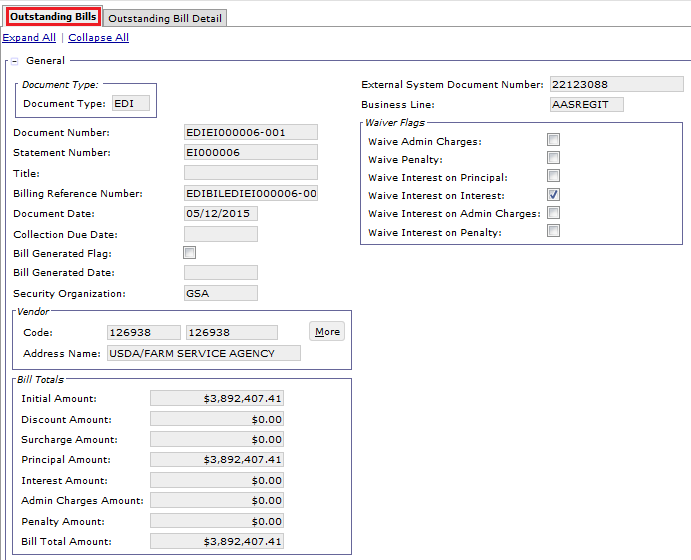 Outstanding Bills Outstanding Bill Detail
Expand All | Collapse All
General
Document Type:
Document Type: EDI
Document Number: EDIEI000006-001
Statement Number: EI000006
Title:
Billing Reference Number: EDIBILEDIEI000006-00
Document Date: 05/12/2015
Collection Due Date:
Bill Generated Flag:
Bill Generated Date:
Security Organization: GSA
External System Document Number: 22123088
Business Line: AASREGIT
Waiver Flags
Waive Admin Charges:
Waive Penalty:
Waive Interest on Principal:
Waive Interest on Interest:
Waive Interest on Admin Charges:
Waive Interest on Penalty:
Vendor
Code: 126938 126938 More
Address Name: USDA/FARM SERVICE AGENCY
Bill Totals
Initial Amount: $3,892,407.41
Discount Amount: $0.00
Surcharge Amount: $0.00
Principal Amount: $3,892,407.41
Interest Amount: $0.00
Admin Charges Amount: $0.00
Penalty Amount: $0.00
Bill Total Amount: $3,892,407.41